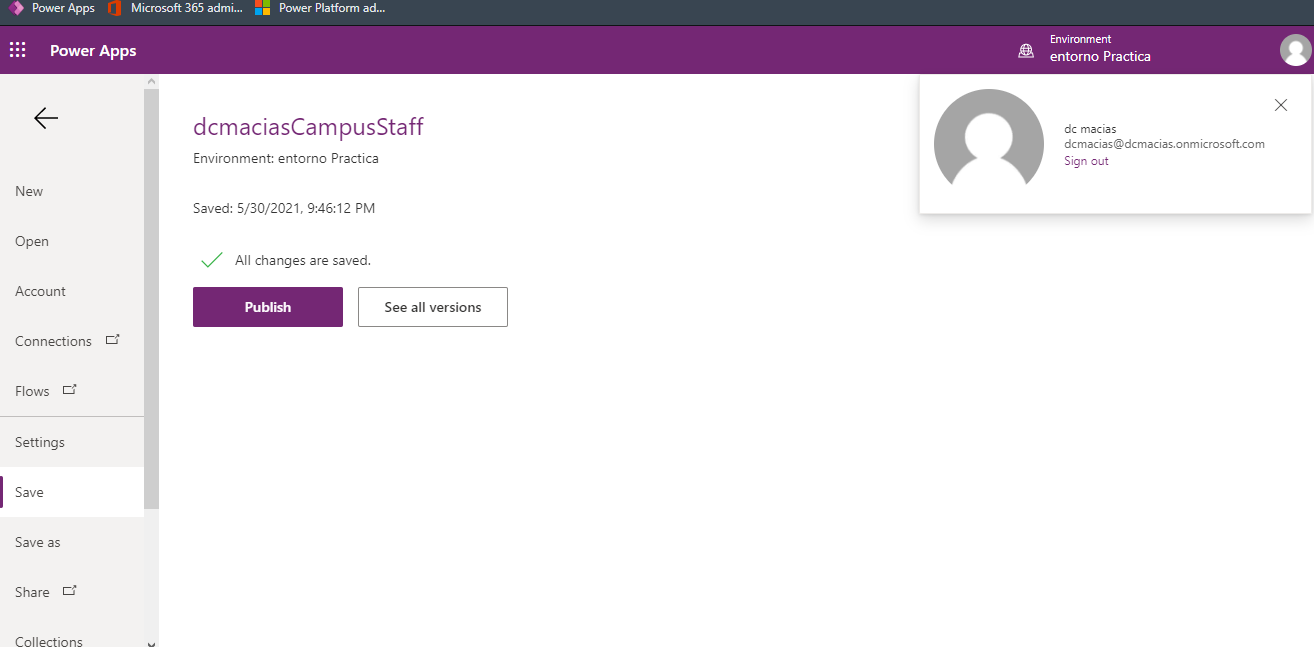 Power Apps
Microsoft 365 admi...
Power Platform ad...
Power Apps
Environment
entorno Practica
dc macias
dcmacias@dcmacias.onmicrosoft.com
Sign out
dcmaciasCampusStaff
Environment: entorno Practica
Saved: 5/30/2021, 9:46:12 PM
All changes are saved.
Publish
See all versions
New
Open
Account
Connections
Flows
Settings
Save
Save as
Share
Collections